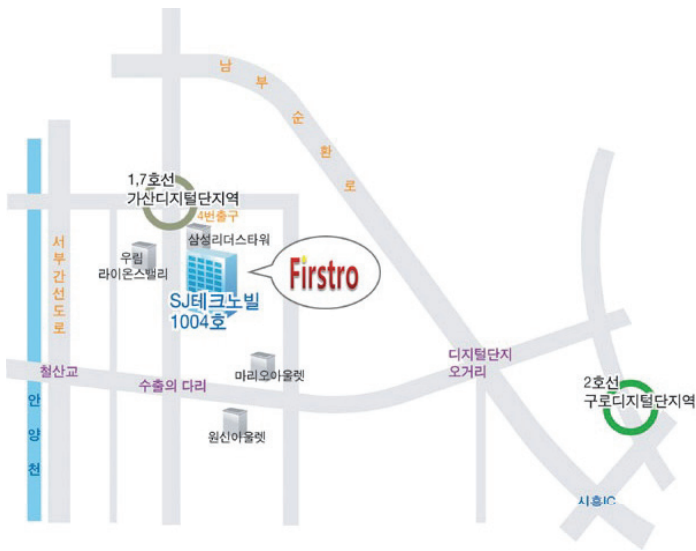 남부순환로
1,7호선
가산디지털단지역
4번출구
삼성리더스타워
우림
라이온스밸리
서부간선도로
Firstro
SJ테크노빌
1004호
철산교
수출의 다리
마리오아울렛
디지털단지
오거리
2호선
구로디지털단지역
안양천
원신아울렛
시흥IC